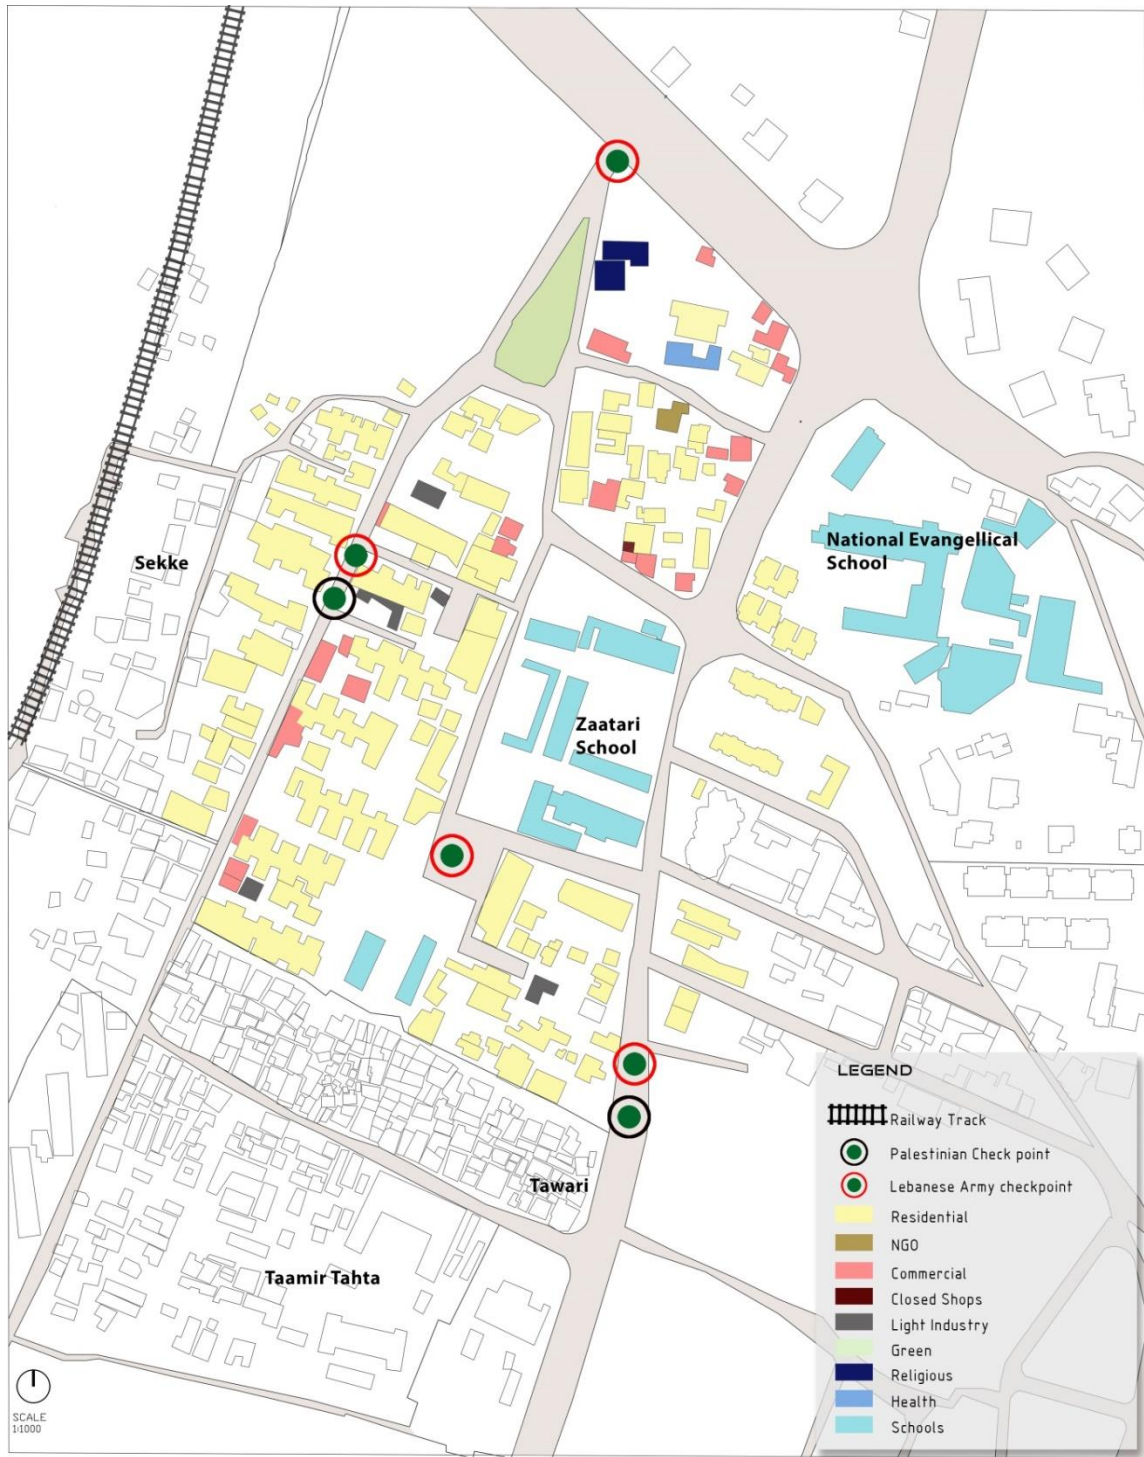 Sekke
National Evangellical
School
Zaatari
School
Tawari
Taamir Tahta
SCALE
1:1000
LEGEND
Railway Track
Palestinian Check point
Lebanese Army checkpoint
Residential
NGO
Commercial
Closed Shops
Light Industry
Green
Religious
Health
Schools